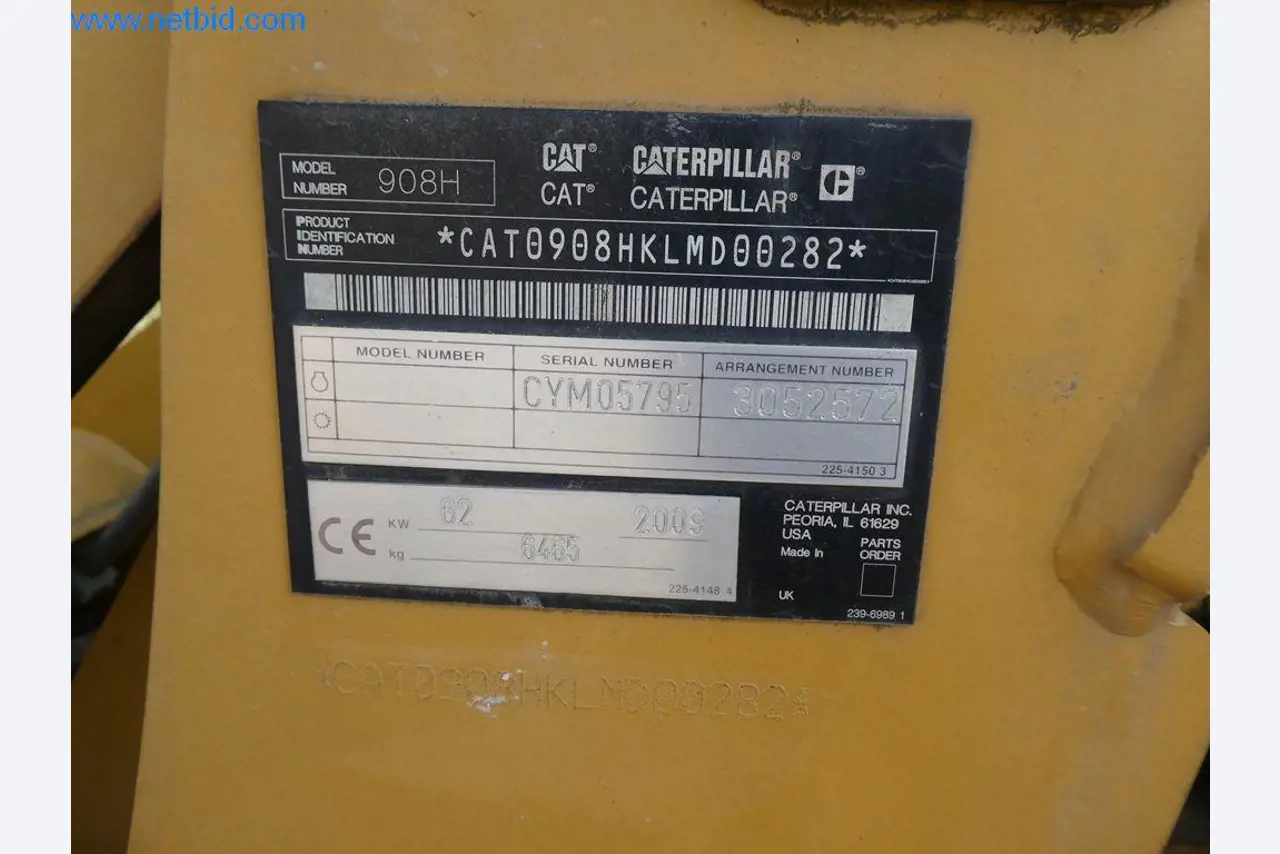 www.netbid.com
CAT® CATERPILLAR®
CAT® CATERPILLAR®
MODEL NUMBER 908H
PRODUCT IDENTIFICATION NUMBER *CAT0908HKLMD00282*
MODEL NUMBER SERIAL NUMBER ARRANGEMENT NUMBER
CYM05795 3052572
225-4150 3
CE KW 62 2009
kg 6465
225-4148 4
CATERPILLAR INC.
PEORIA, IL 61629
USA
Made In
UK
PARTS
ORDER
239-6989 1
*CAT0908HKLMD00282*